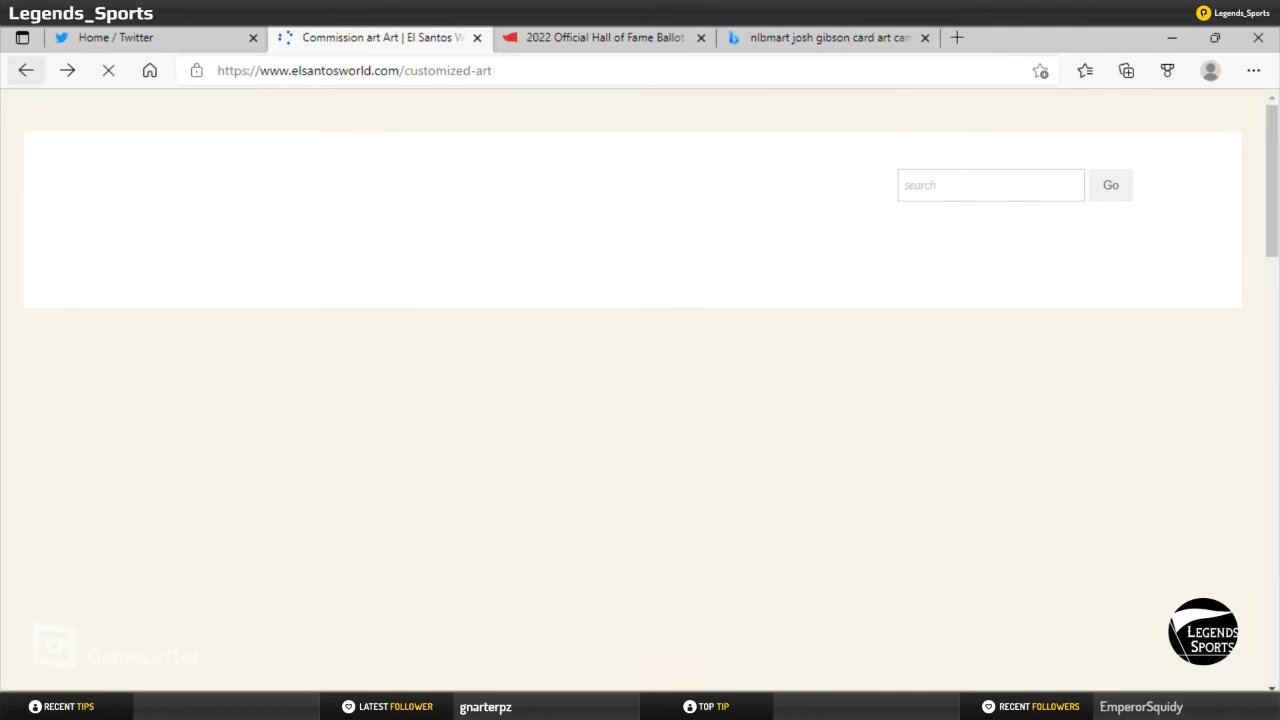 Legends_Sports
Legends_Sports
Home / Twitter
Commission art Art | El Santos W
2022 Official Hall of Fame Ballot
nlbmart josh gibson card art can
https://www.elsantosworld.com/customized-art
search
Go
Gamecaster
LEGENDS
SPORTS
RECENT TIPS
LATEST FOLLOWER
gnarterpz
TOP TIP
RECENT FOLLOWERS
EmperorSquidy